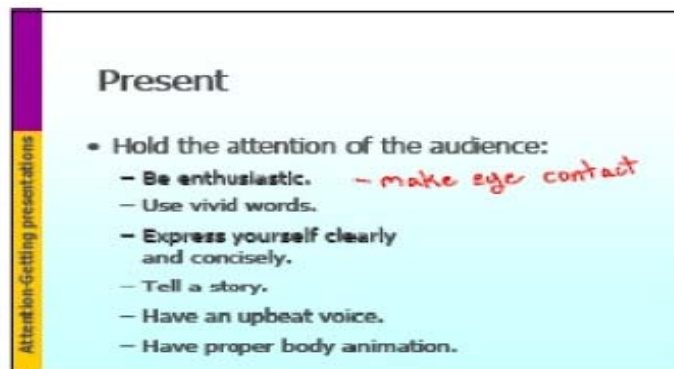 Present
• Hold the attention of the audience:
– Be enthusiastic. – make eye contact
– Use vivid words.
– Express yourself clearly
and concisely.
– Tell a story.
– Have an upbeat voice.
– Have proper body animation.
Attention-Getting presentations